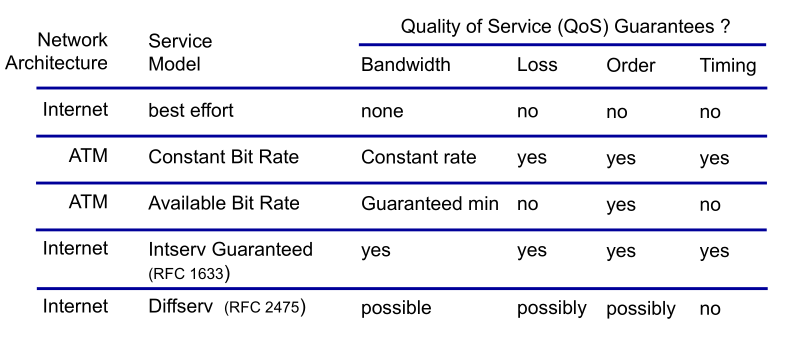 Quality of Service (QoS) Guarantees ?
Network Architecture Service Model Bandwidth Loss Order Timing
Internet best effort none no no no
ATM Constant Bit Rate Constant rate yes yes yes
ATM Available Bit Rate Guaranteed min no yes no
Internet Intserv Guaranteed (RFC 1633) yes yes yes yes
Internet Diffserv (RFC 2475) possible possibly possibly no